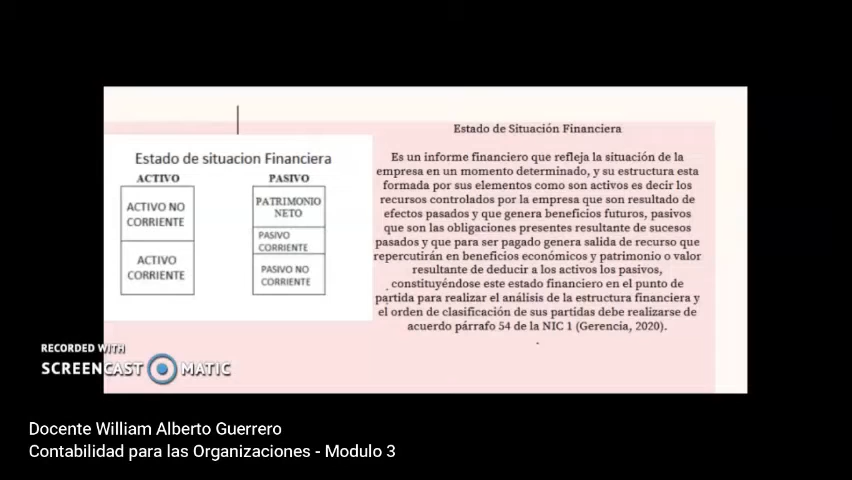 Estado de situacion Financiera
ACTIVO
ACTIVO NO
CORRIENTE
ACTIVO
CORRIENTE
PASIVO
PATRIMONIO
NETO
PASIVO
CORRIENTE
PASIVO NO
CORRIENTE
Estado de Situación Financiera
Es un informe financiero que refleja la situación de la
empresa en un momento determinado, y su estructura esta
formada por sus elementos como son activos es decir los
recursos controlados por la empresa que son resultado de
efectos pasados y que genera beneficios futuros, pasivos
que son las obligaciones presentes resultante de sucesos
pasados y que para ser pagado genera salida de recurso que
repercutirán en beneficios económicos y patrimonio o valor
resultante de deducir a los activos los pasivos,
constituyéndose este estado financiero en el punto de
partida para realizar el análisis de la estructura financiera y
el orden de clasificación de sus partidas debe realizarse de
acuerdo párrafo 54 de la NIC 1 (Gerencia, 2020).
RECORDED WITH
SCREENCAST MATIC
Docente William Alberto Guerrero
Contabilidad para las Organizaciones - Modulo 3